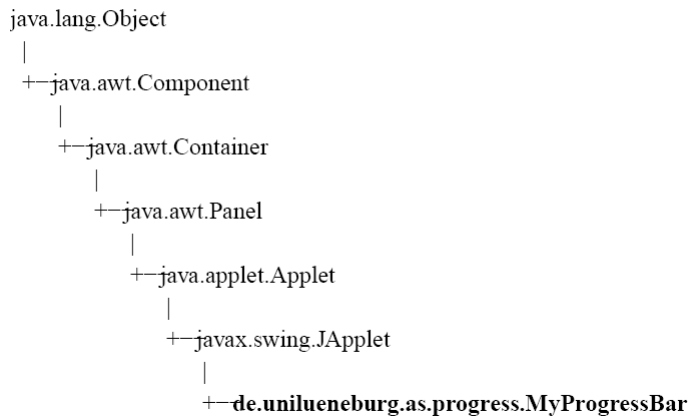 java.lang.Object
|
+--java.awt.Component
|
+--java.awt.Container
|
+--java.awt.Panel
|
+--java.applet.Applet
|
+--javax.swing.JApplet
|
+--de.unilueneburg.as.progress.MyProgressBar